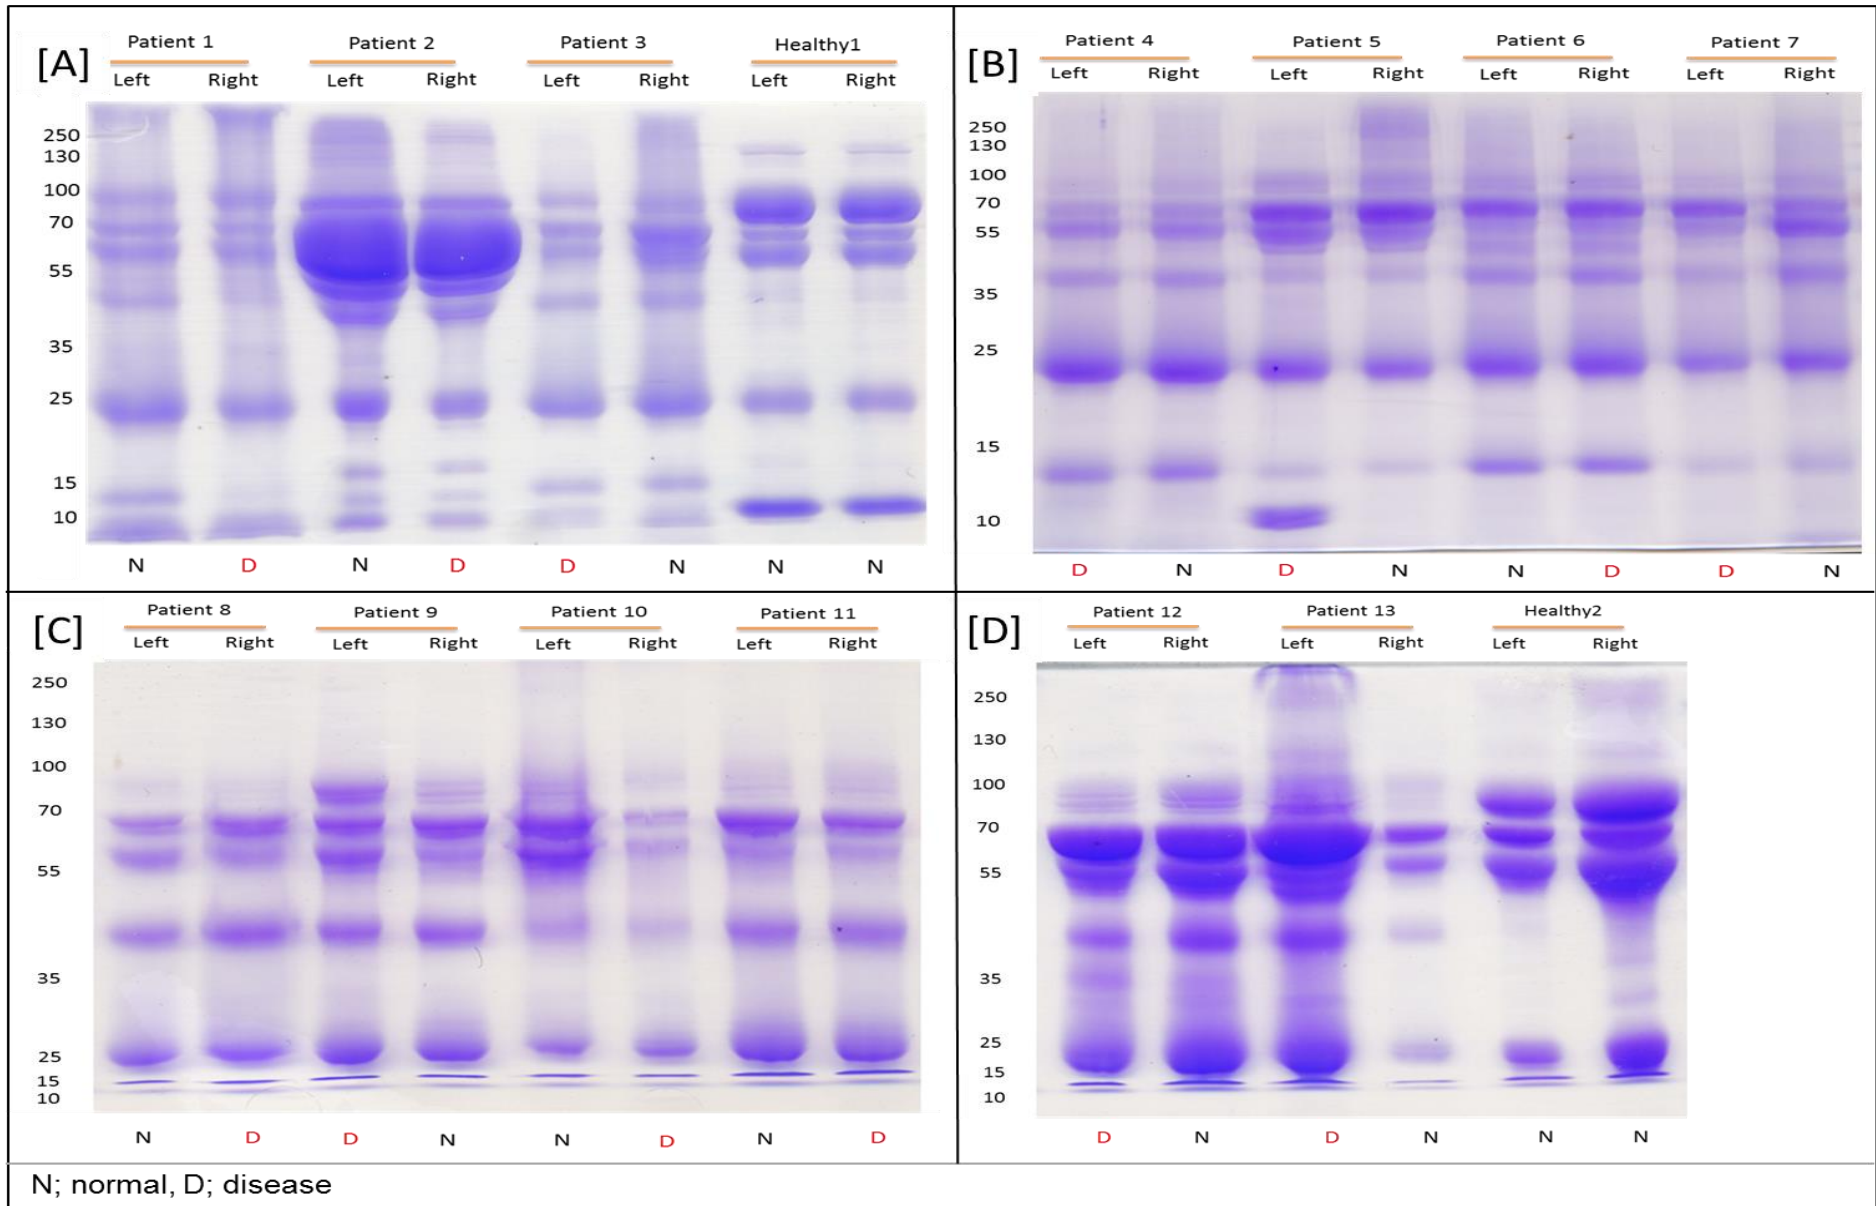 [A]
Patient 1 Patient 2 Patient 3 Healthy1
Left Right Left Right Left Right Left Right
250
130
100
70
55
35
25
15
10
N D N D D N N N
[B]
Patient 4 Patient 5 Patient 6 Patient 7
Left Right Left Right Left Right Left Right
250
130
100
70
55
35
25
15
10
D N D N N D D N
[C]
Patient 8 Patient 9 Patient 10 Patient 11
Left Right Left Right Left Right Left Right
250
130
100
70
55
35
25
15
10
N D D N N D N D
[D]
Patient 12 Patient 13 Healthy2
Left Right Left Right Left Right
250
130
100
70
55
35
25
15
10
D N D N N N
N; normal, D; disease